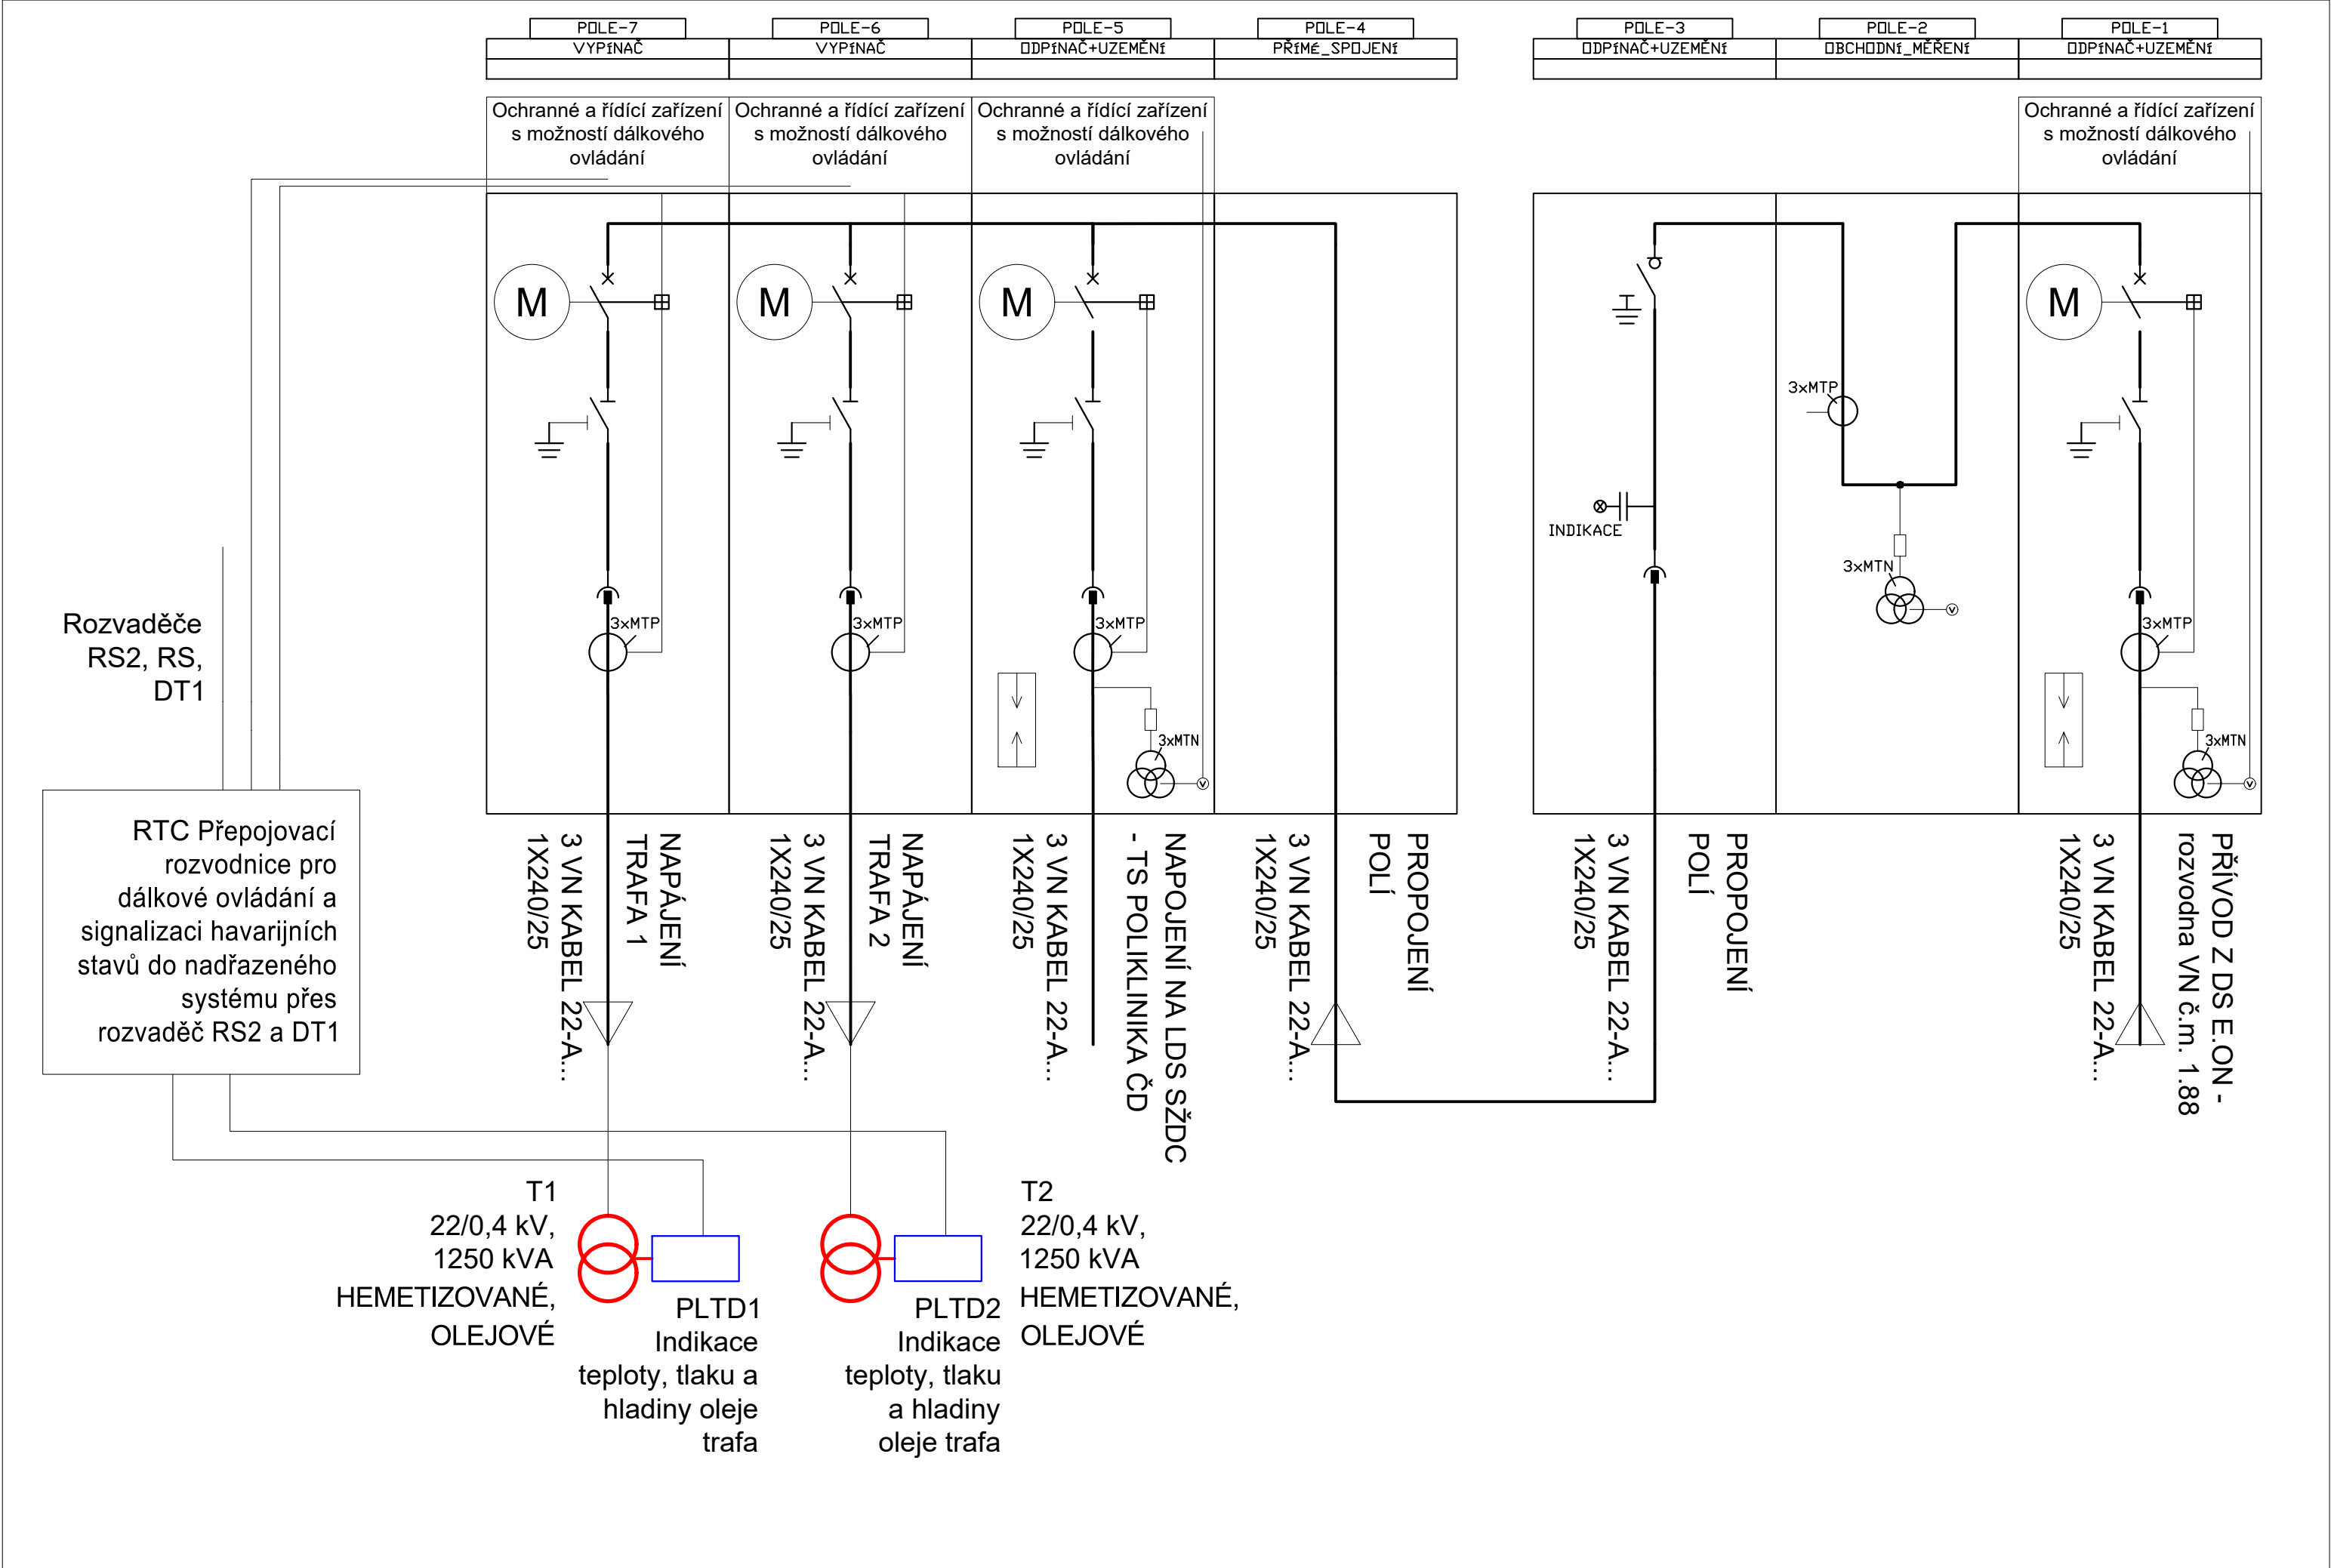 POLE-7
VYPÍNAČ
POLE-6
VYPÍNAČ
POLE-5
ODPÍNAČ+UZEMĚNÍ
POLE-4
PŘÍMÉ_SPOJENÍ
POLE-3
ODPÍNAČ+UZEMĚNÍ
POLE-2
OBCHODNÍ_MĚŘENÍ
POLE-1
ODPÍNAČ+UZEMĚNÍ
Ochranné a řídící zařízení
s možností dálkového
ovládání
Ochranné a řídící zařízení
s možností dálkového
ovládání
Ochranné a řídící zařízení
s možností dálkového
ovládání
Ochranné a řídící zařízení
s možností dálkového
ovládání
M
M
M
M
3xMTP
INDIKACE
3xMTN
V
3xMTP
3xMTP
3xMTP
3xMTP
3xMTN
V
3xMTN
V
Rozvaděče
RS2, RS,
DT1
RTC Přepojovací
rozvodnice pro
dálkové ovládání a
signalizaci havarijních
stavů do nadřazeného
systému přes
rozvaděč RS2 a DT1
NAPÁJENÍ
TRAFA 1
3 VN KABEL 22-A...
1X240/25
NAPÁJENÍ
TRAFA 2
3 VN KABEL 22-A...
1X240/25
NAPOJENÍ NA LDS SŽDC
- TS POLIKLINIKA ČD
3 VN KABEL 22-A...
1X240/25
PROPOJENÍ
POLÍ
3 VN KABEL 22-A...
1X240/25
PROPOJENÍ
POLÍ
3 VN KABEL 22-A...
1X240/25
PŘÍVOD Z DS E.ON -
rozvodna VN č.m. 1.88
3 VN KABEL 22-A...
1X240/25
T1
22/0,4 kV,
1250 kVA
HEMETIZOVANÉ,
OLEJOVÉ
PLTD1
Indikace
teploty, tlaku a
hladiny oleje
trafa
PLTD2
Indikace
teploty, tlaku
a hladiny
oleje trafa
T2
22/0,4 kV,
1250 kVA
HEMETIZOVANÉ,
OLEJOVÉ